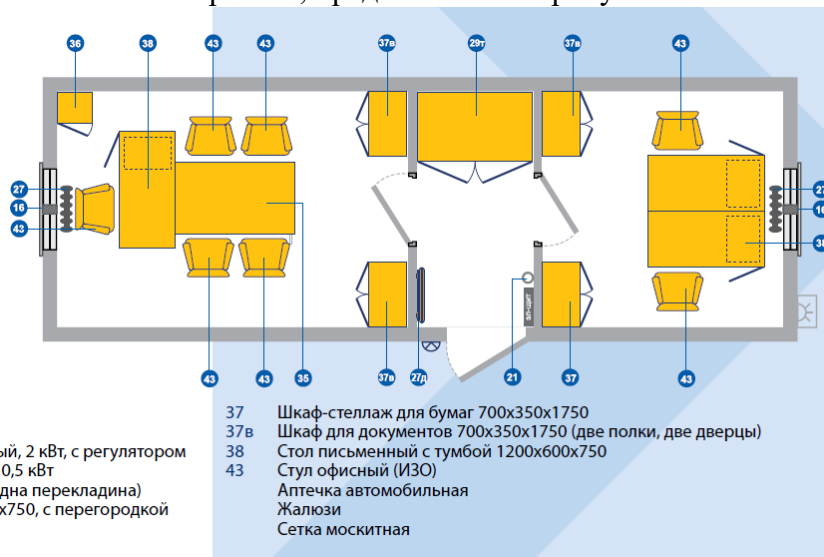 36
38
43
43
37в
29т
37в
43
27
16
43
27
16
38
эл-щит
43
43
35
37в
27д
21
37
43
37 Шкаф-стеллаж для бумаг 700х350х1750
37в Шкаф для документов 700х350х1750 (две полки, две дверцы)
ый, 2 кВт, с регулятором
38 Стол письменный с тумбой 1200х600х750
0,5 кВт
43 Стул офисный (ИЗО)
дна перекладина)
Аптечка автомобильная
х750, с перегородкой
Жалюзи
Сетка москитная